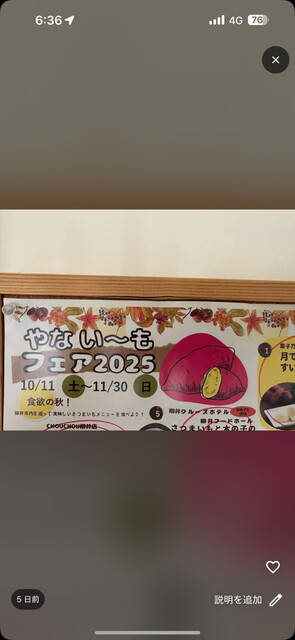 6:36
4G 76
やな い〜も
フェア2025
10/11 土〜11/30 日
食欲の秋!
柳井市内を巡って美味しいさつまいもメニューを食べよう!
CHOUCHOU柳井店
5
柳井クルーズホテル
柳井フードホール
さつまいもと木の子の
1
菓子
月で
すい
5 日前
説明を追加